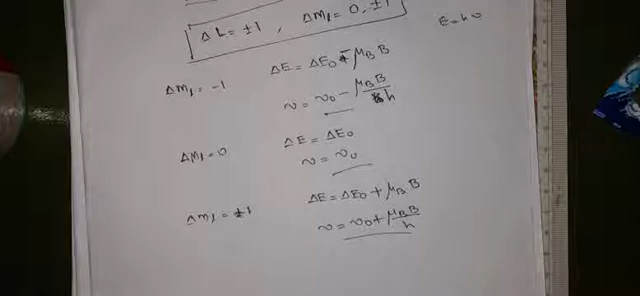 ΔL = ±1 , Δm_l = 0, ±1
E = hν
Δm_l = -1
ΔE = ΔE₀ - μ_B B
ν = ν₀ - μ_B B / h
Δm_l = 0
ΔE = ΔE₀
ν = ν₀
Δm_l = +1
ΔE = ΔE₀ + μ_B B
ν = ν₀ + μ_B B / h